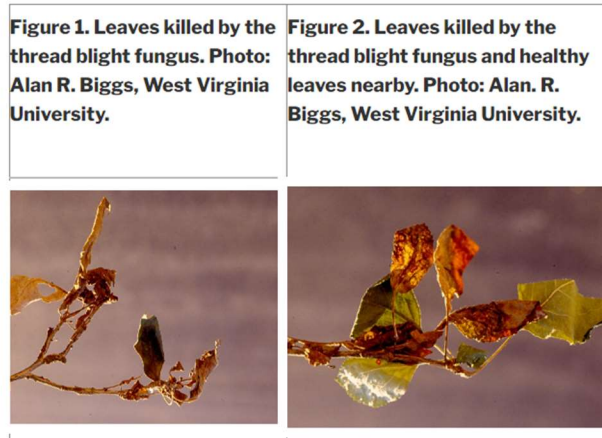 Figure 1. Leaves killed by the
thread blight fungus. Photo:
Alan R. Biggs, West Virginia
University.
Figure 2. Leaves killed by the
thread blight fungus and healthy
leaves nearby. Photo: Alan. R.
Biggs, West Virginia University.